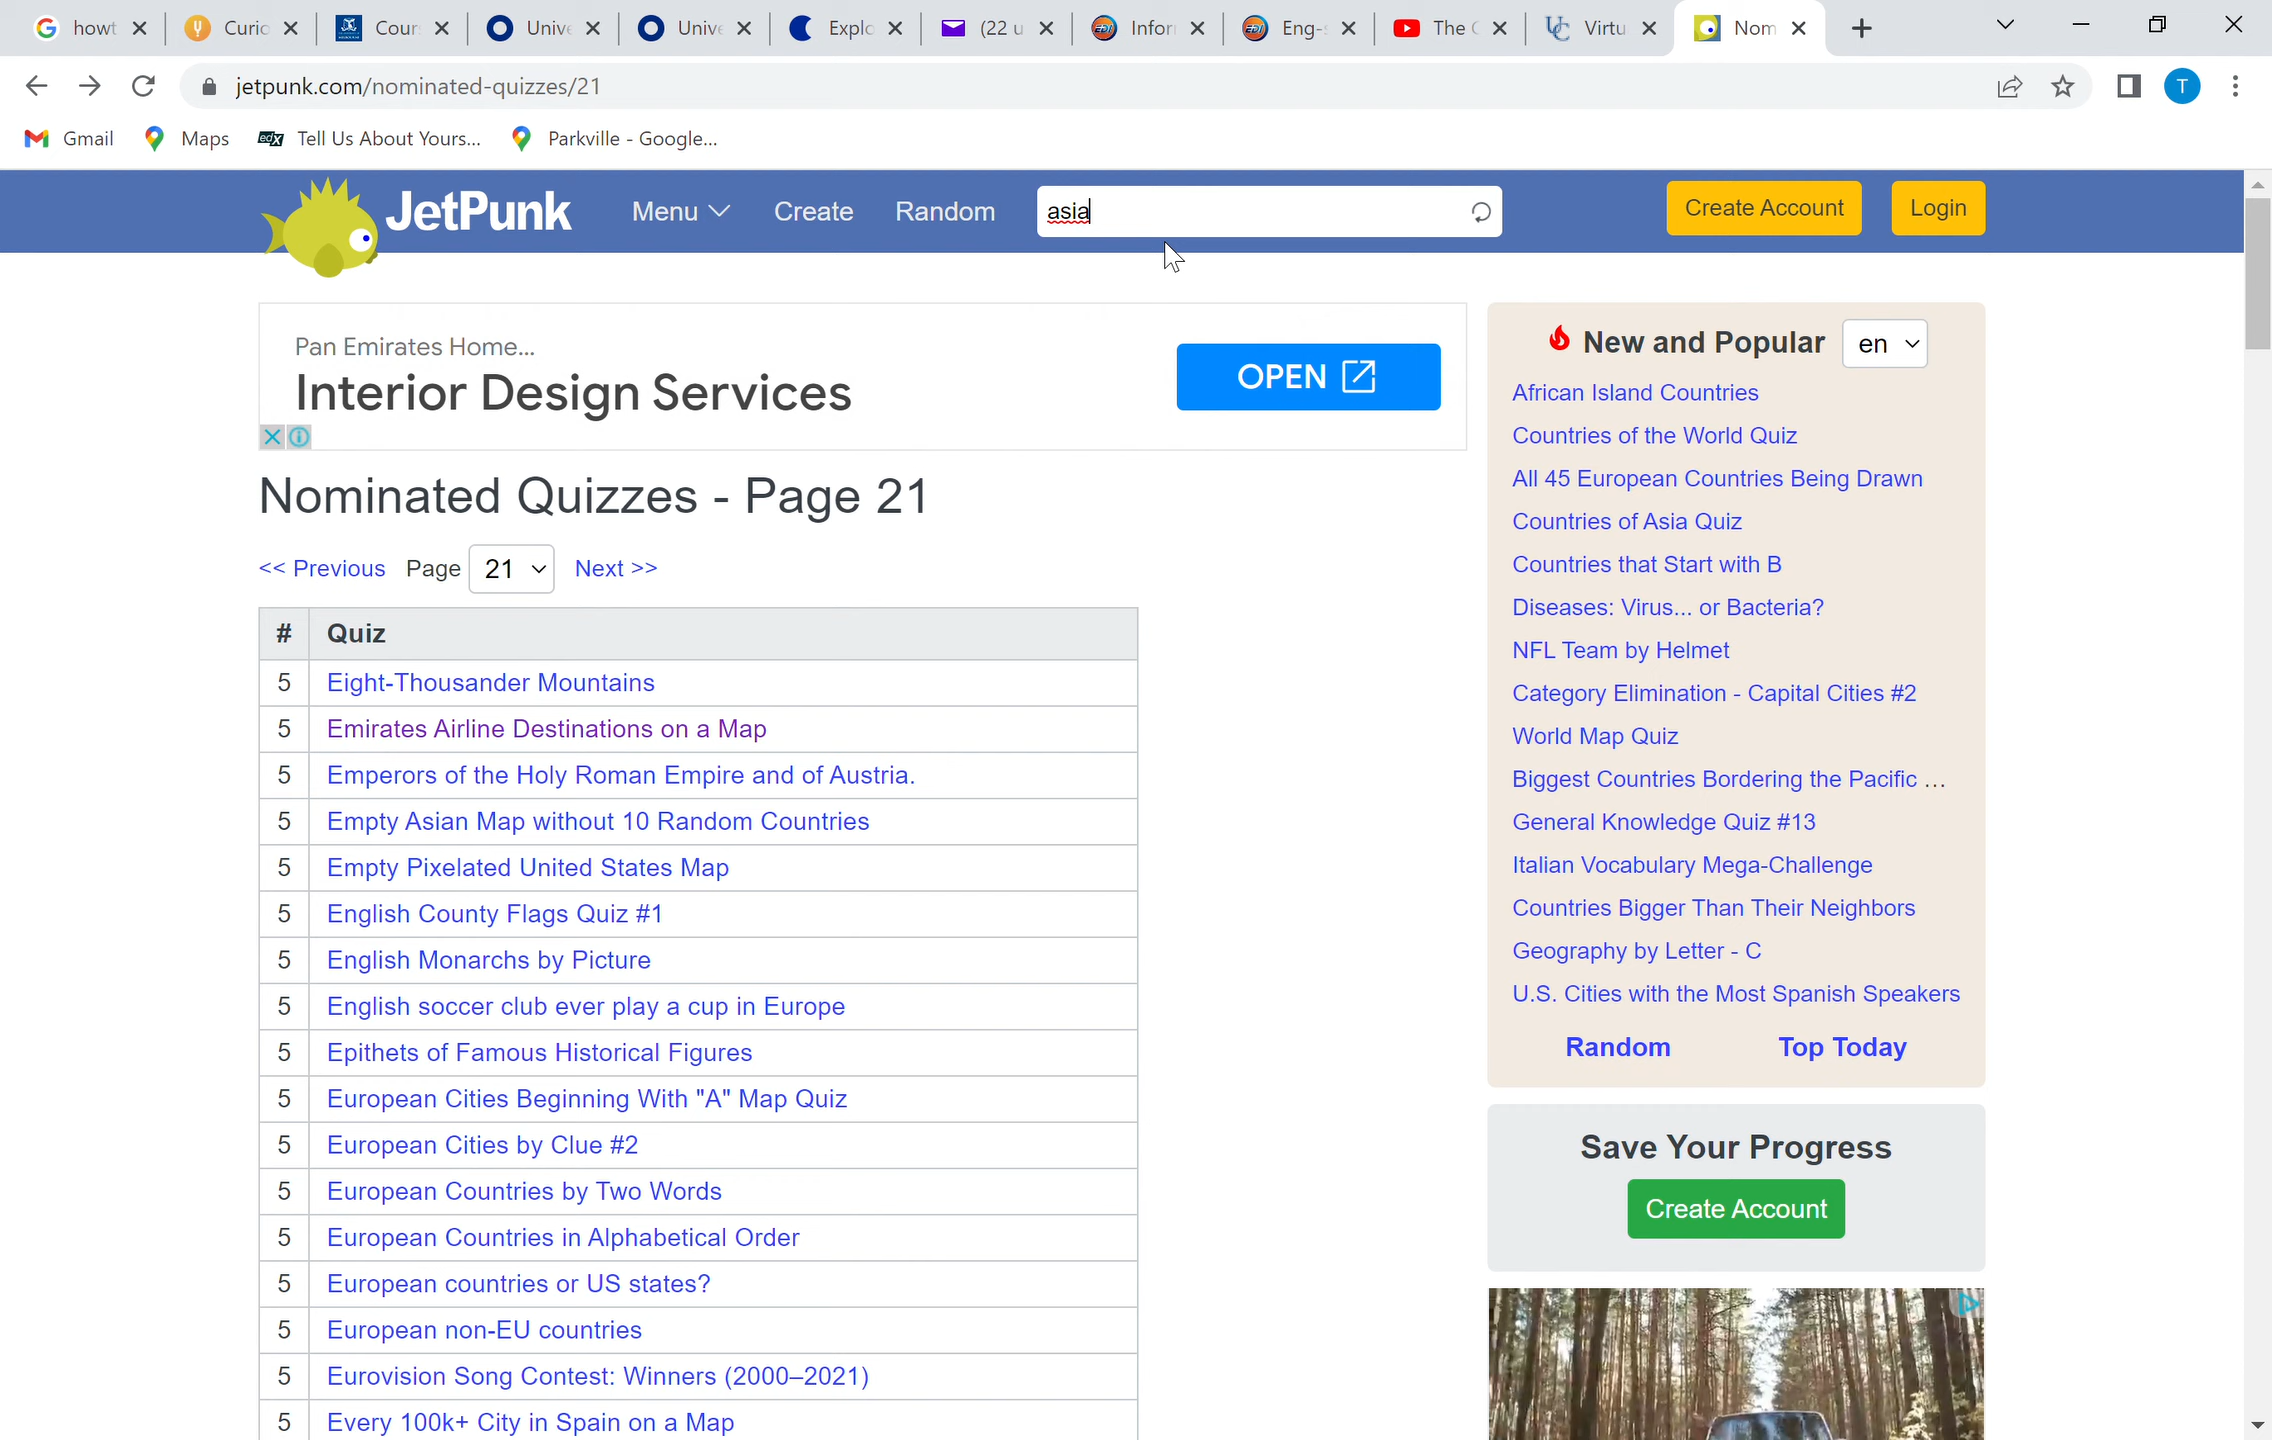 howt
Curic
Cour
Unive
Unive
Explo
(22 u
Infor
Eng-s
The C
Virtu
Nom
jetpunk.com/nominated-quizzes/21
T
Gmail
Maps
edX
Tell Us About Yours...
Parkville - Google...
JetPunk
Menu
Create
Random
asia
Create Account
Login
Pan Emirates Home...
Interior Design Services
OPEN
Nominated Quizzes - Page 21
<< Previous Page 21 Next >>
# Quiz
5 Eight-Thousander Mountains
5 Emirates Airline Destinations on a Map
5 Emperors of the Holy Roman Empire and of Austria.
5 Empty Asian Map without 10 Random Countries
5 Empty Pixelated United States Map
5 English County Flags Quiz #1
5 English Monarchs by Picture
5 English soccer club ever play a cup in Europe
5 Epithets of Famous Historical Figures
5 European Cities Beginning With "A" Map Quiz
5 European Cities by Clue #2
5 European Countries by Two Words
5 European Countries in Alphabetical Order
5 European countries or US states?
5 European non-EU countries
5 Eurovision Song Contest: Winners (2000–2021)
5 Every 100k+ City in Spain on a Map
New and Popular en
African Island Countries
Countries of the World Quiz
All 45 European Countries Being Drawn
Countries of Asia Quiz
Countries that Start with B
Diseases: Virus... or Bacteria?
NFL Team by Helmet
Category Elimination - Capital Cities #2
World Map Quiz
Biggest Countries Bordering the Pacific ...
General Knowledge Quiz #13
Italian Vocabulary Mega-Challenge
Countries Bigger Than Their Neighbors
Geography by Letter - C
U.S. Cities with the Most Spanish Speakers
Random Top Today
Save Your Progress
Create Account